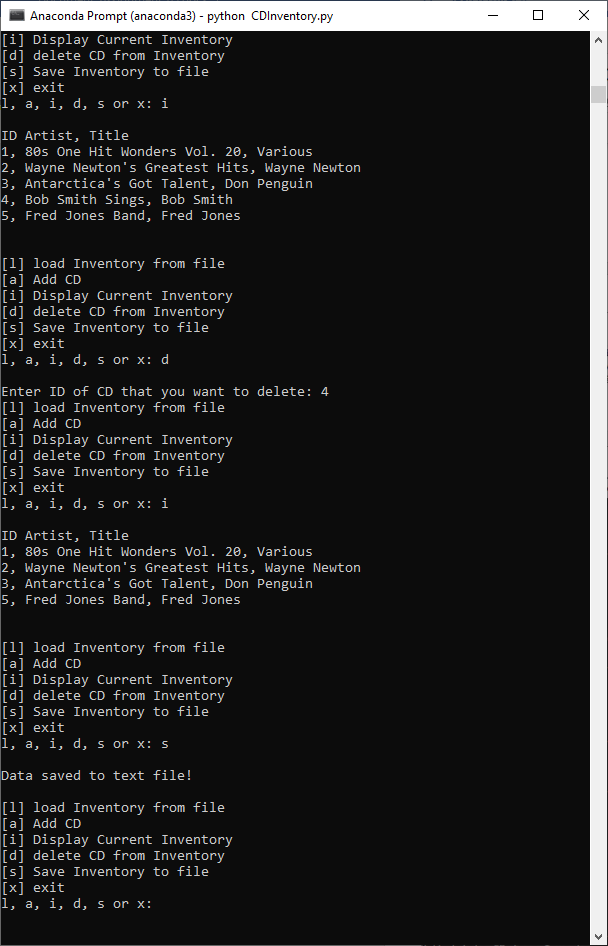 Anaconda Prompt (anaconda3) - python  CDInventory.py
[i] Display Current Inventory
[d] delete CD from Inventory
[s] Save Inventory to file
[x] exit
l, a, i, d, s or x: i
ID Artist, Title
1, 80s One Hit Wonders Vol. 20, Various
2, Wayne Newton's Greatest Hits, Wayne Newton
3, Antarctica's Got Talent, Don Penguin
4, Bob Smith Sings, Bob Smith
5, Fred Jones Band, Fred Jones
[l] load Inventory from file
[a] Add CD
[i] Display Current Inventory
[d] delete CD from Inventory
[s] Save Inventory to file
[x] exit
l, a, i, d, s or x: d
Enter ID of CD that you want to delete: 4
[l] load Inventory from file
[a] Add CD
[i] Display Current Inventory
[d] delete CD from Inventory
[s] Save Inventory to file
[x] exit
l, a, i, d, s or x: i
ID Artist, Title
1, 80s One Hit Wonders Vol. 20, Various
2, Wayne Newton's Greatest Hits, Wayne Newton
3, Antarctica's Got Talent, Don Penguin
5, Fred Jones Band, Fred Jones
[l] load Inventory from file
[a] Add CD
[i] Display Current Inventory
[d] delete CD from Inventory
[s] Save Inventory to file
[x] exit
l, a, i, d, s or x: s
Data saved to text file!
[l] load Inventory from file
[a] Add CD
[i] Display Current Inventory
[d] delete CD from Inventory
[s] Save Inventory to file
[x] exit
l, a, i, d, s or x: